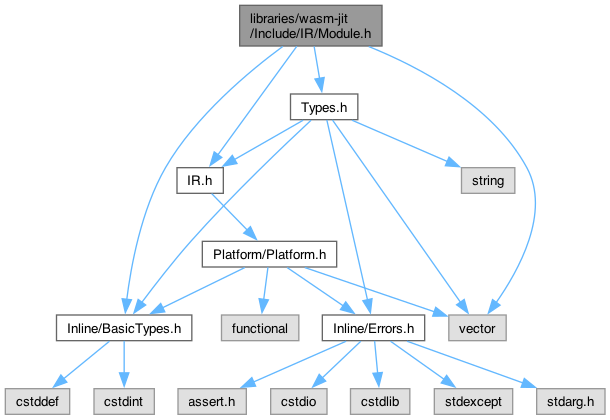 libraries/wasm-jit
/Include/IR/Module.h
Types.h
IR.h
string
Platform/Platform.h
Inline/BasicTypes.h
functional
Inline/Errors.h
vector
cstddef
cstdint
assert.h
cstdio
cstdlib
stdexcept
stdarg.h